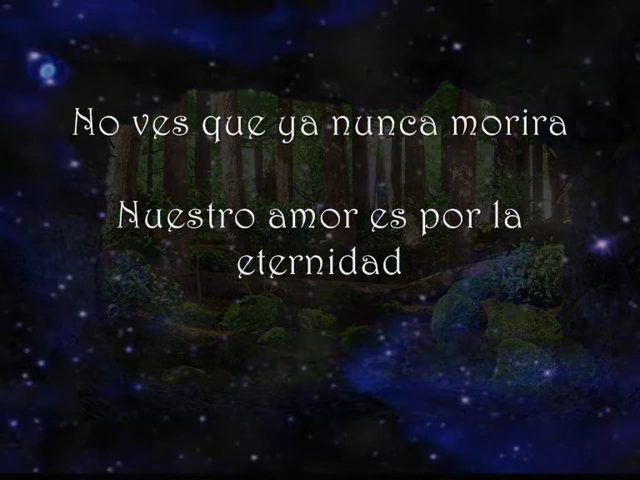 No ves que ya nunca morira
Nuestro amor es por la
eternidad